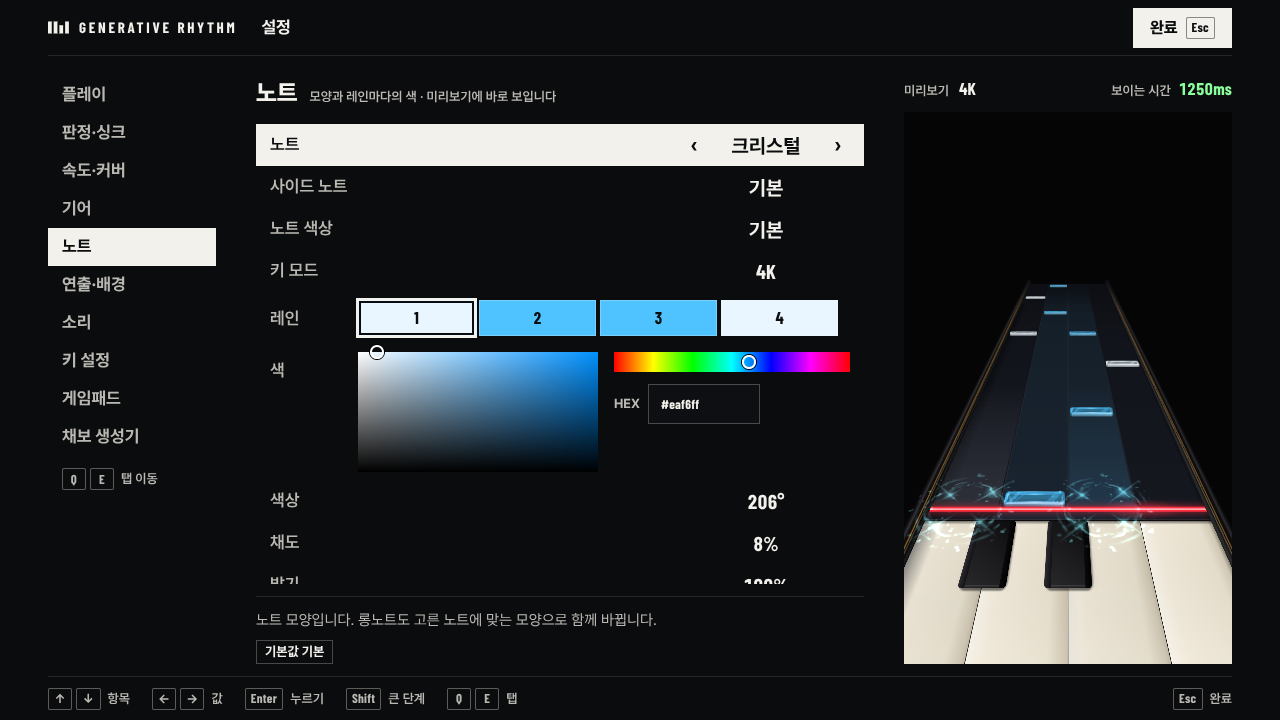 GENERATIVE RHYTHM 설정
완료 Esc
플레이
판정·싱크
속도·커버
기어
노트
연출·배경
소리
키 설정
게임패드
채보 생성기
Q E 탭 이동
노트 모양과 레인마다의 색 · 미리보기에 바로 보입니다
노트 ‹ 크리스털 ›
사이드 노트 기본
노트 색상 기본
키 모드 4K
레인 1 2 3 4
색
HEX #eaf6ff
색상 206°
채도 8%
밝기 100%
노트 모양입니다. 롱노트도 고른 노트에 맞는 모양으로 함께 바뀝니다.
기본값 기본
미리보기 4K
보이는 시간 1250ms
↑ ↓ 항목 ← → 값 Enter 누르기 Shift 큰 단계 Q E 탭
Esc 완료